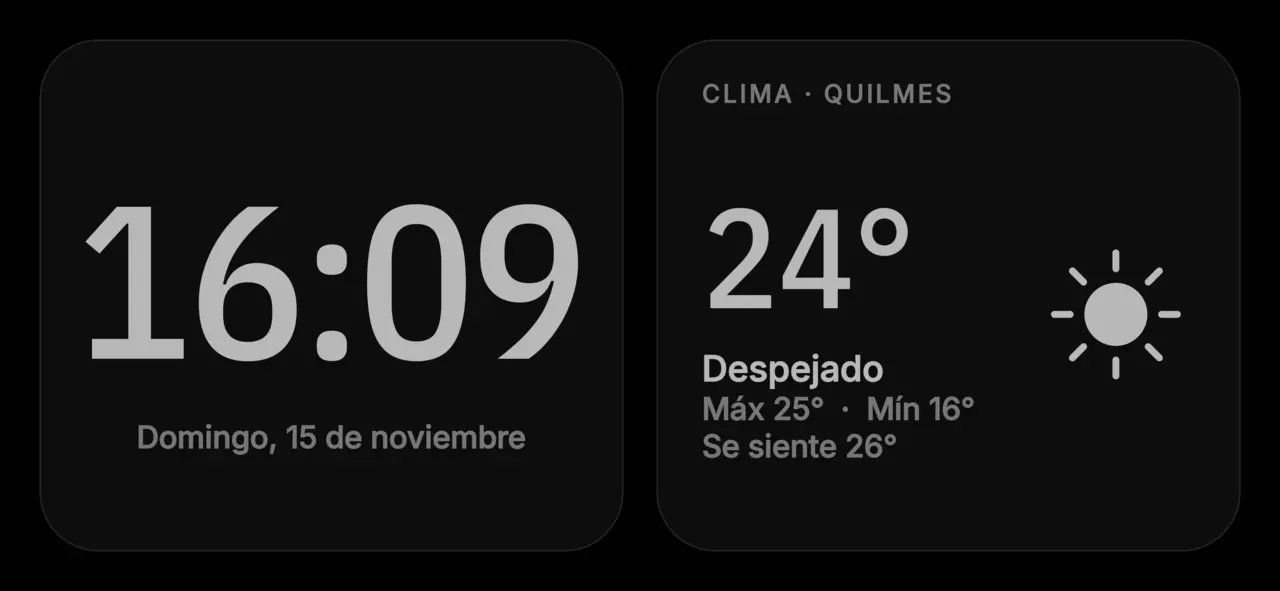 16:09
Domingo, 15 de noviembre
CLIMA · QUILMES
24°
Despejado
Máx 25° · Mín 16°
Se siente 26°